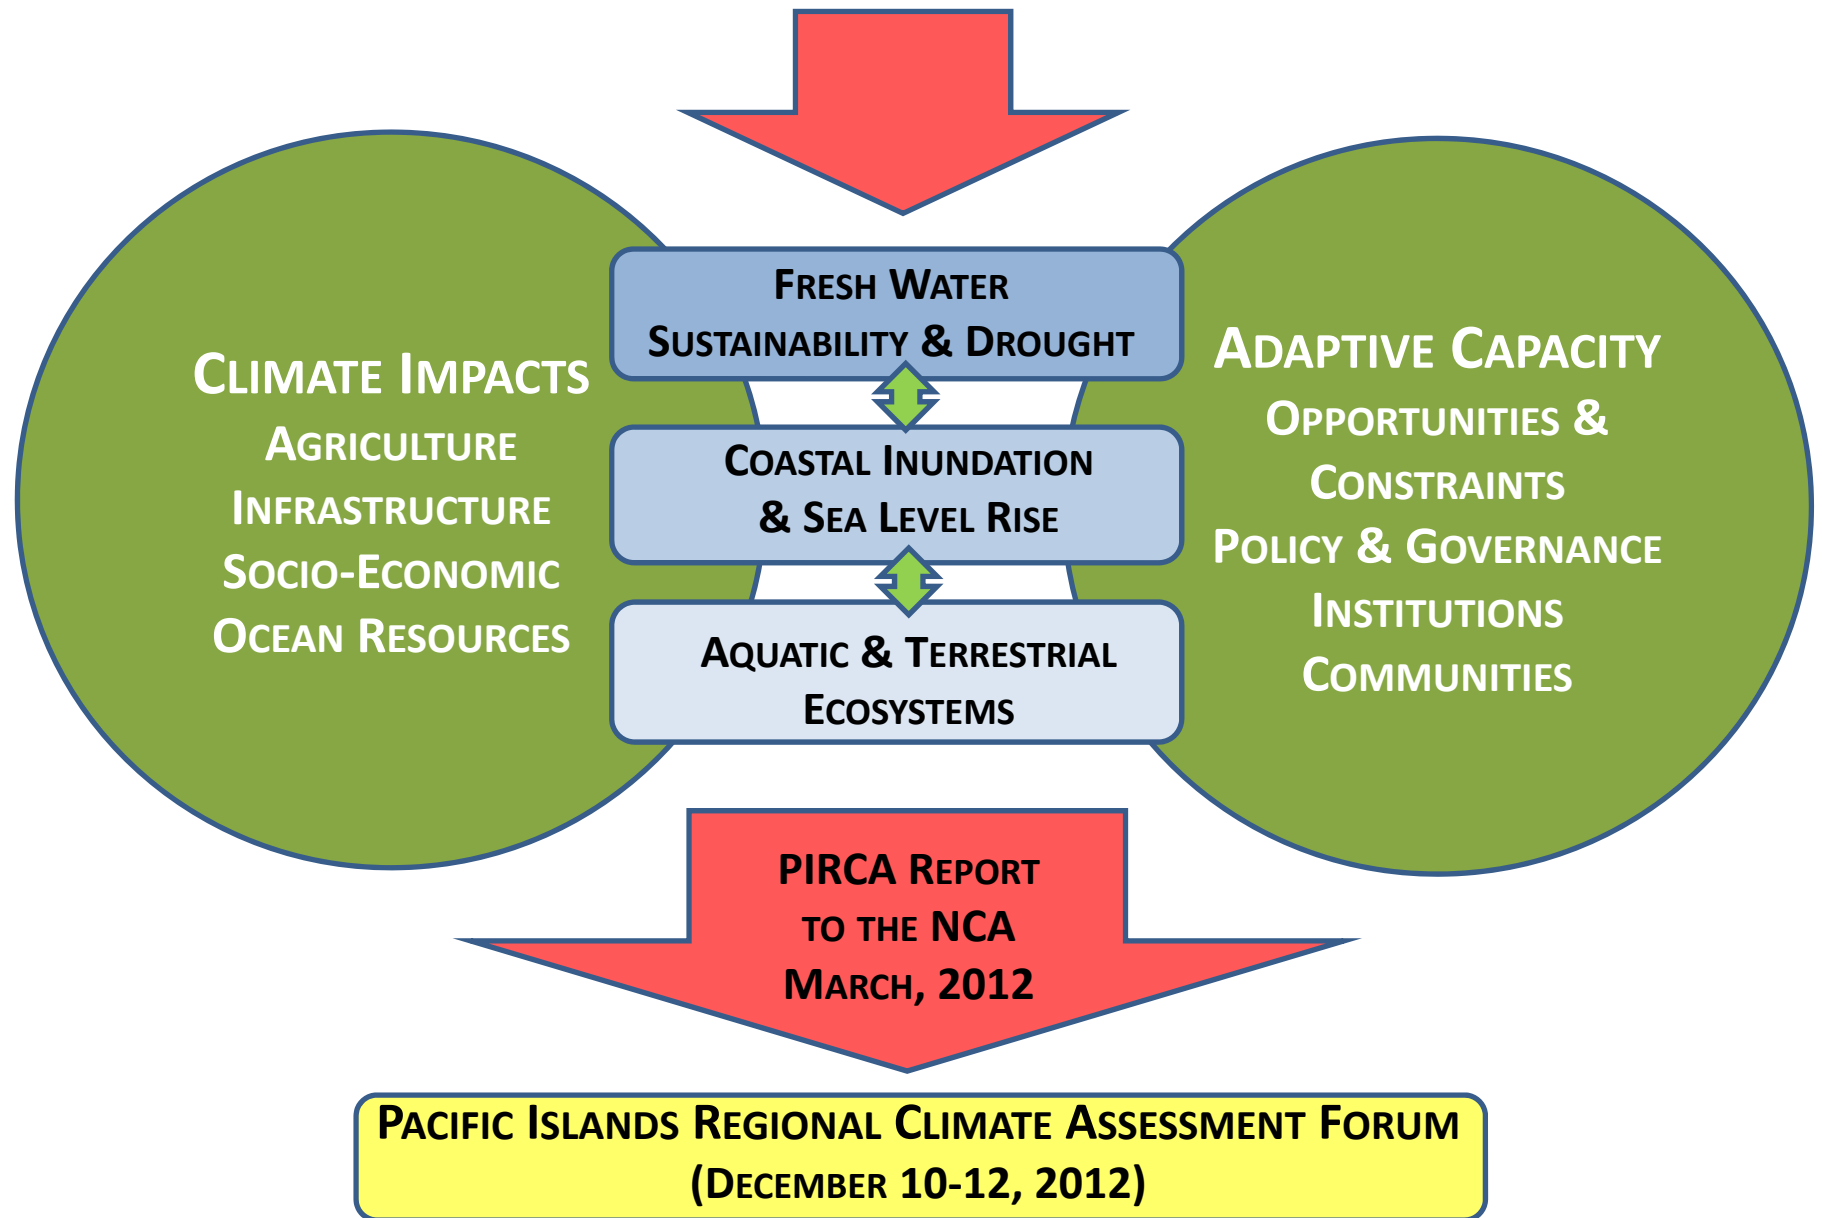 Climate Impacts
Agriculture
Infrastructure
Socio-Economic
Ocean Resources
Fresh Water
Sustainability & Drought
Coastal Inundation
& Sea Level Rise
Aquatic & Terrestrial
Ecosystems
Adaptive Capacity
Opportunities &
Constraints
Policy & Governance
Institutions
Communities
PIRCA Report
to the NCA
March, 2012
Pacific Islands Regional Climate Assessment Forum
(December 10-12, 2012)